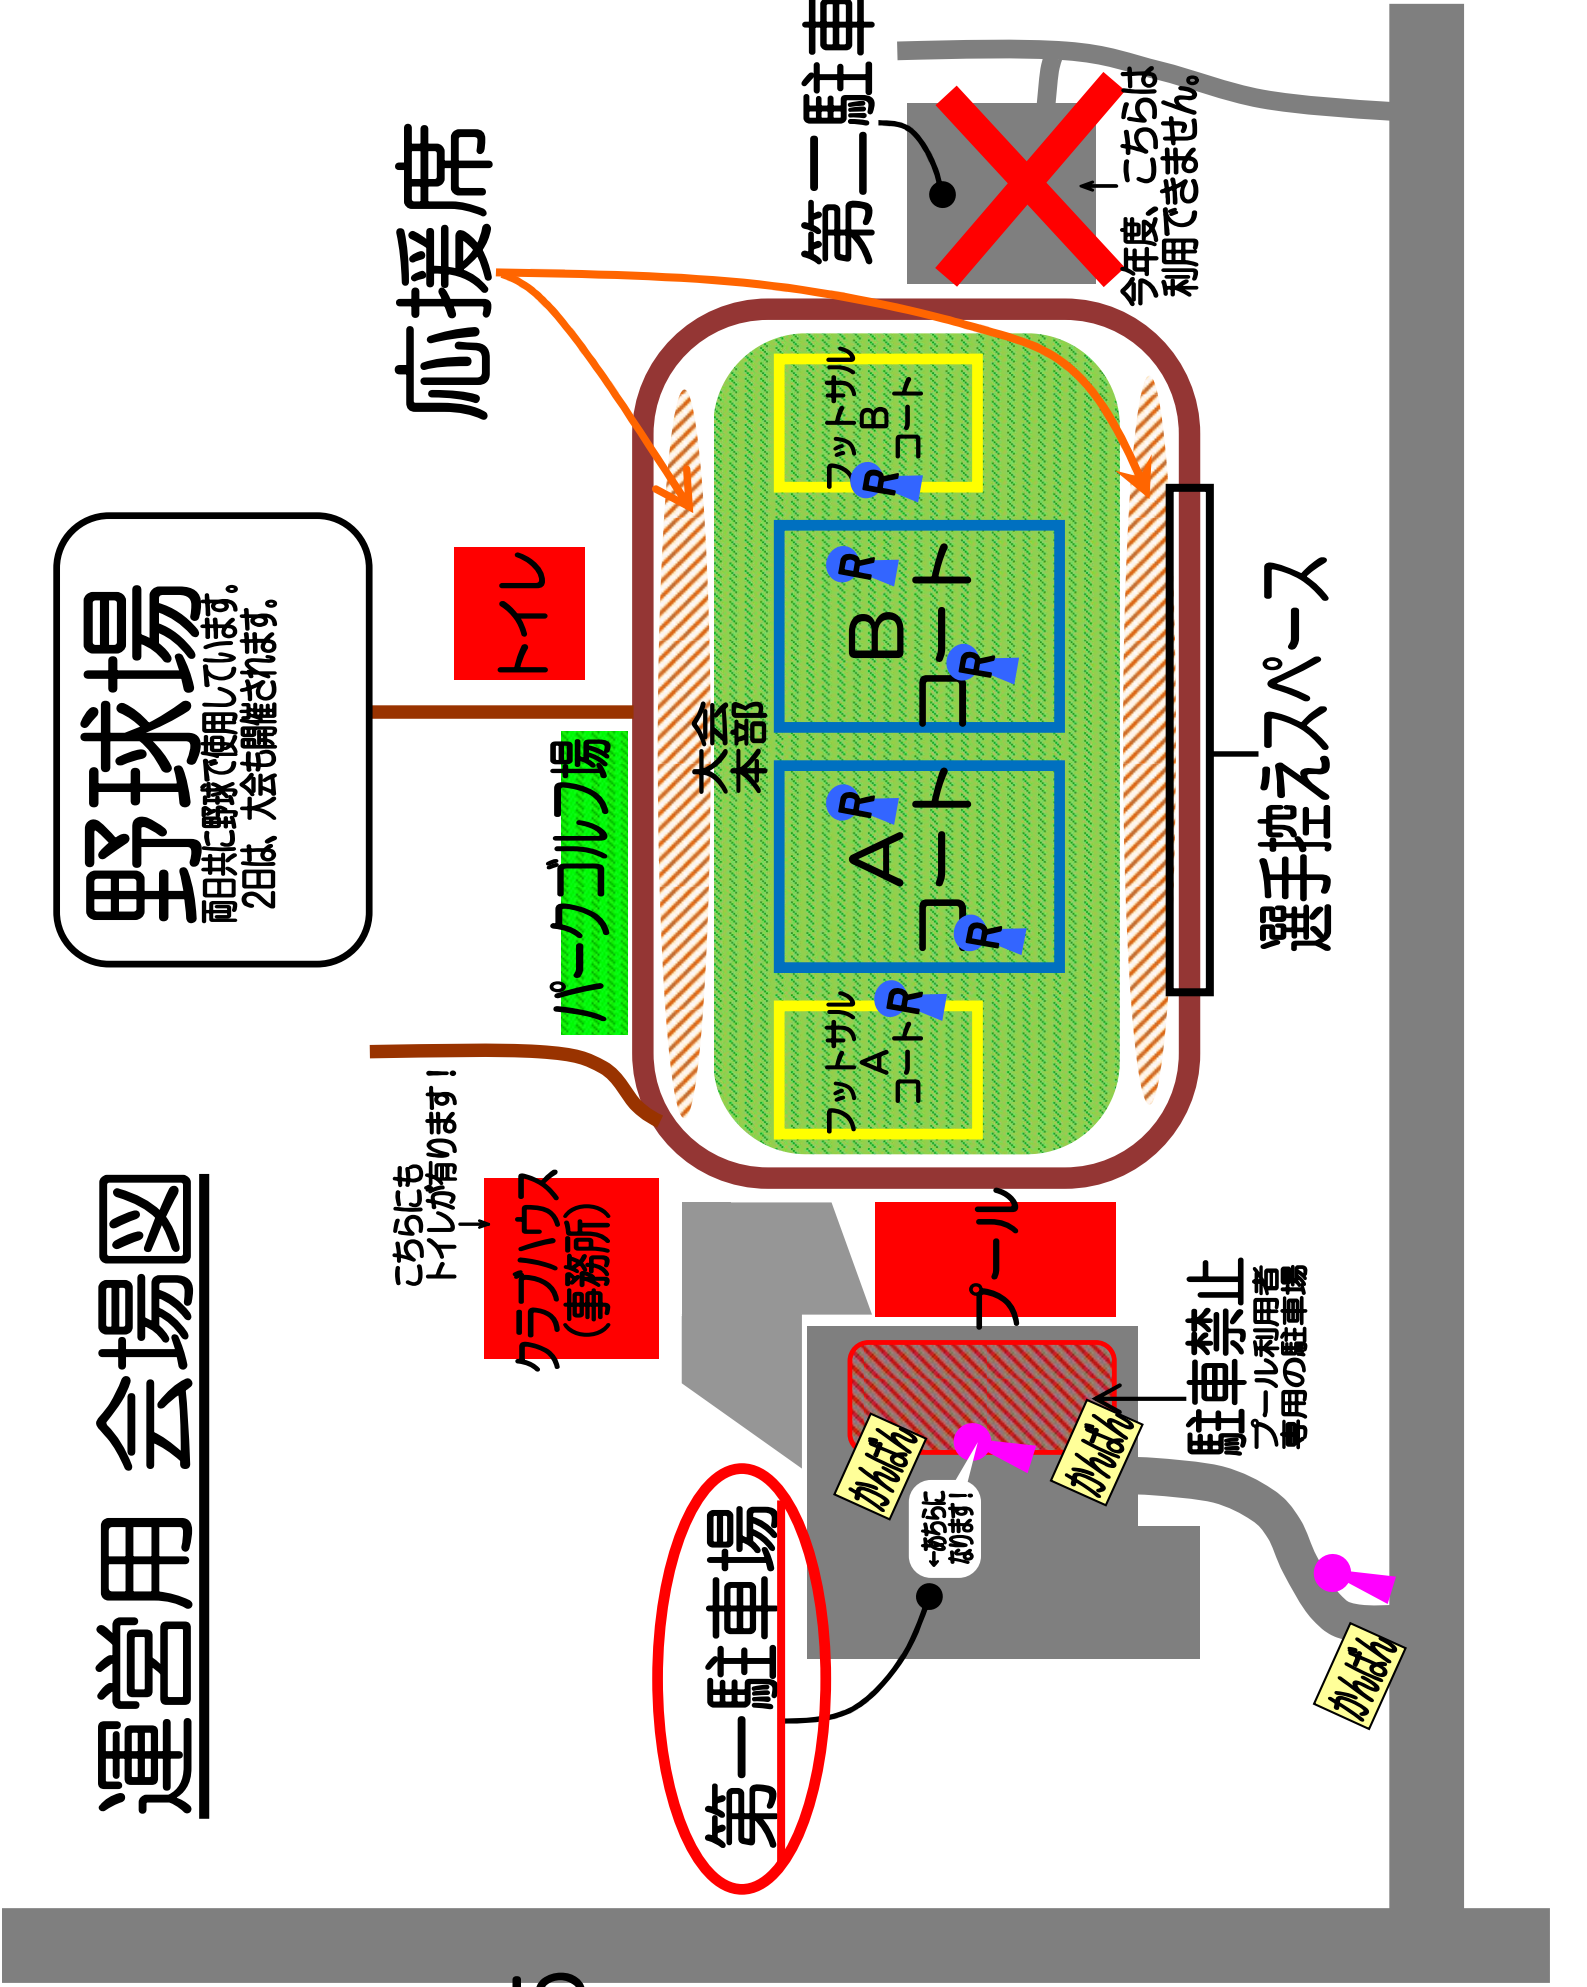 運営用 会場図
野球場
両日共に野球で使用しています。
2日は、大会も開催されます。
こちらにも
トイレが有ります！
応援席
トイレ
クラブハウス
（事務所）
パークゴルフ場
第一駐車場
大会
本部
第二駐車
フットサル
A
コート
Aコート
Bコート
フットサル
B
コート
R
R
R
R
R
R
かんばん
←あちらに
なります！
プール
かんばん
今年度、こちらは
利用できません。
駐車禁止
プール利用者
専用の駐車場
選手控えスペース
かんばん